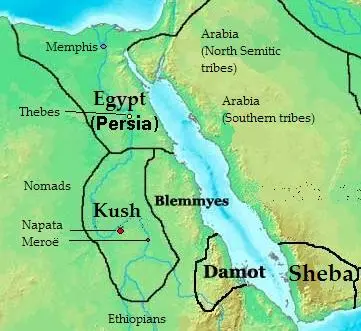 Arabia
(North Semitic
tribes)
Memphis
Egypt
(Persia)
Thebes
Arabia
(Southern tribes)
Nomads
Blemmyes
Kush
Napata
Meroë
Damot
Sheba
Ethiopians